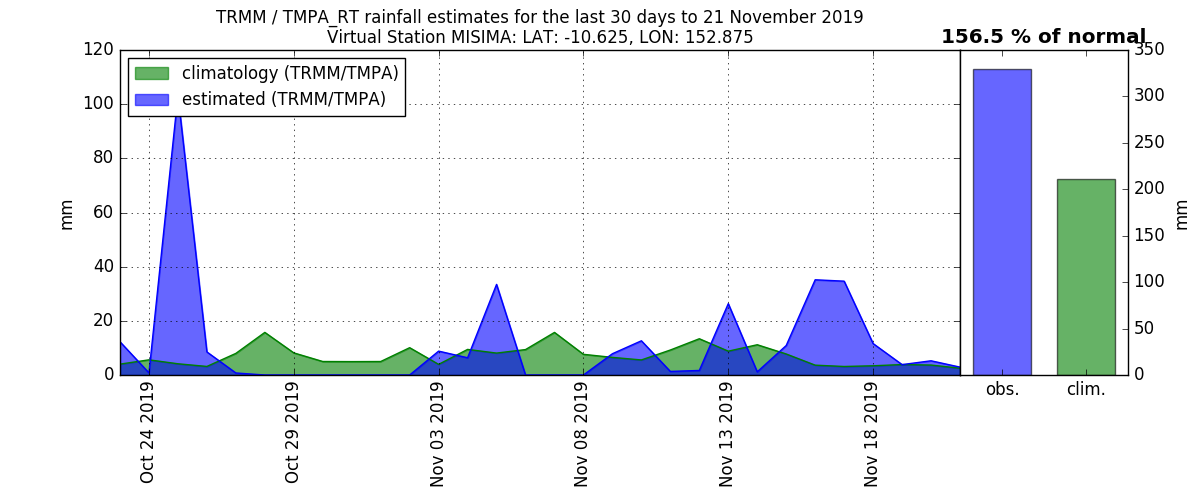 TRMM / TMPA_RT rainfall estimates for the last 30 days to 21 November 2019
Virtual Station MISIMA: LAT: -10.625, LON: 152.875
156.5 % of normal
climatology (TRMM/TMPA)
estimated (TRMM/TMPA)
120
100
80
60
40
20
0
mm
Oct 24 2019
Oct 29 2019
Nov 03 2019
Nov 08 2019
Nov 13 2019
Nov 18 2019
obs.
clim.
350
300
250
200
150
100
50
0
mm